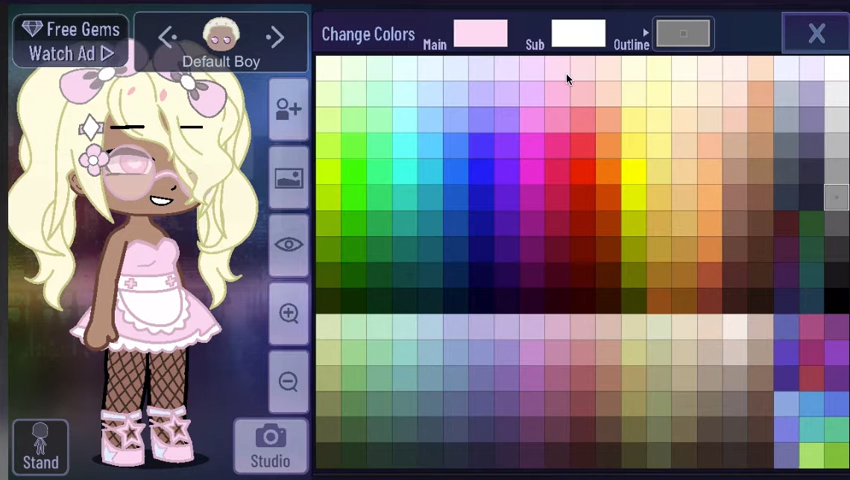 Free Gems
Watch Ad
Default Boy
Change Colors
Main
Sub
Outline
X
Stand
Studio